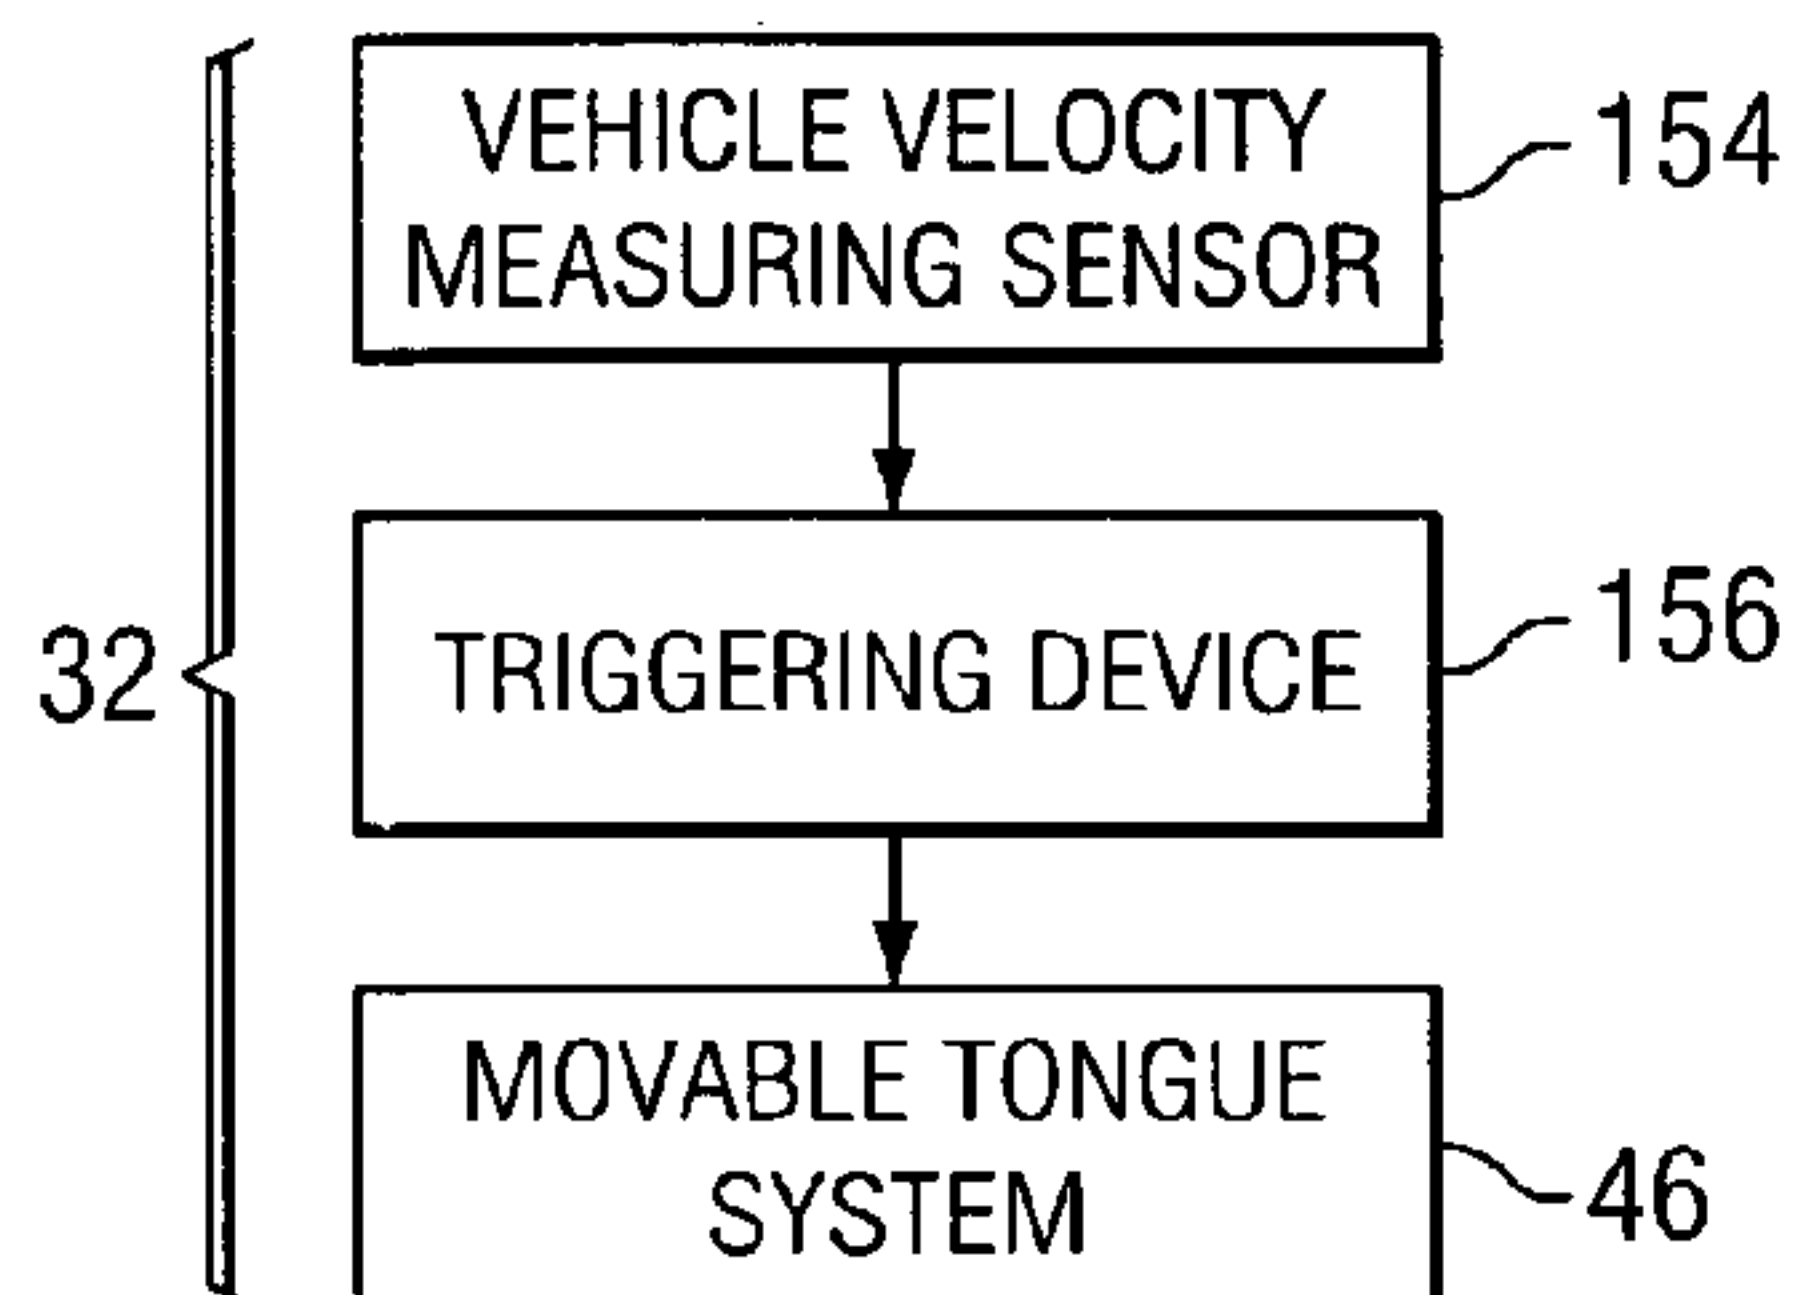 VEHICLE VELOCITY
MEASURING SENSOR
154
32
TRIGGERING DEVICE
156
MOVABLE TONGUE
SYSTEM
46